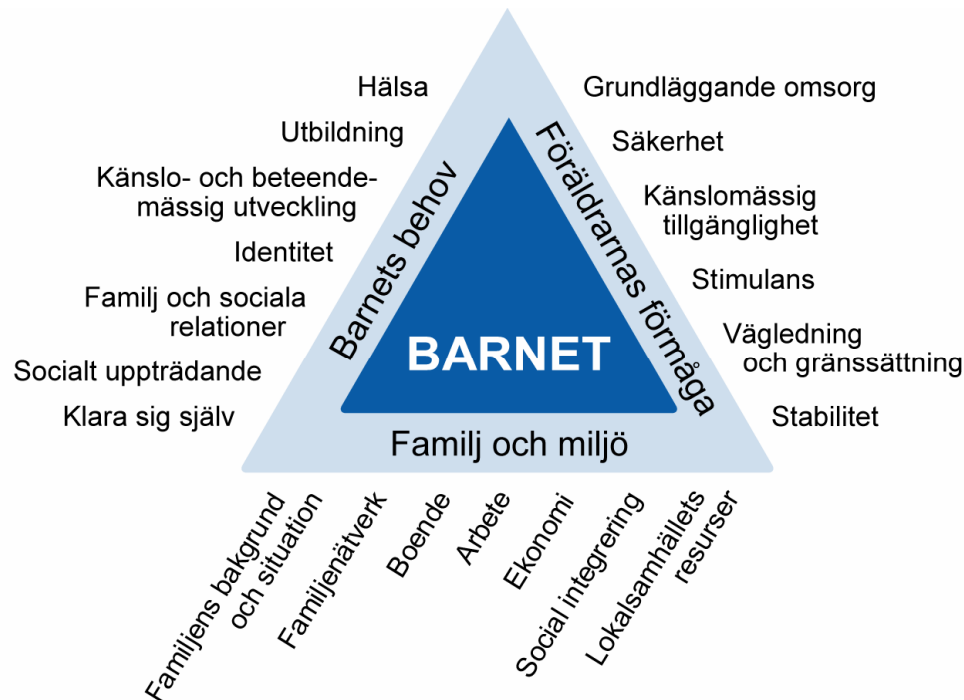 Hälsa
Utbildning
Känslo- och beteende-
mässig utveckling
Identitet
Familj och sociala
relationer
Socialt uppträdande
Klara sig själv
Barnets behov
BARNET
Föräldrarnas förmåga
Grundläggande omsorg
Säkerhet
Känslomässig
tillgänglighet
Stimulans
Vägledning
och gränssättning
Stabilitet
Familj och miljö
Familjens bakgrund
och situation
Familjenätverk
Boende
Arbete
Ekonomi
Social integrering
Lokalsamhällets
resurser